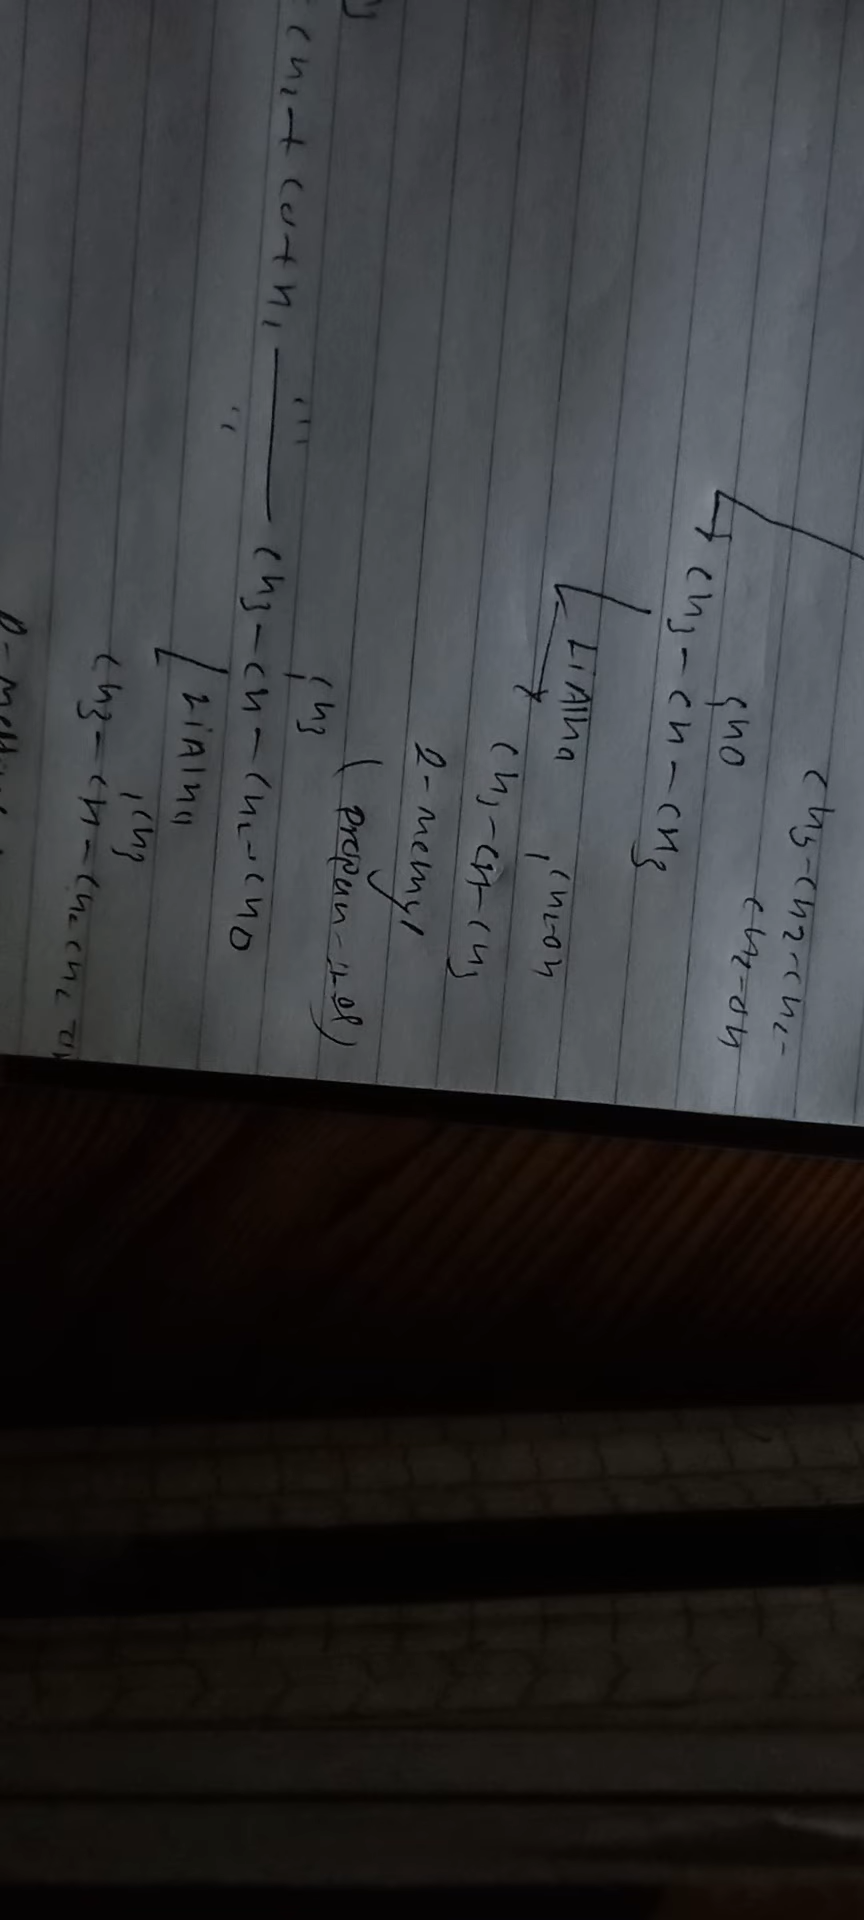 CH3-CH2-CH2-
CH2-OH
CHO
CH3-CH-CH3
LiAlH4
CH2OH
CH3-CH-CH3
2-methyl
(propan-1-ol)
= CH2 + CO + H2
CH3
CH3-CH-CH2-CHO
LiAlH4
CH3
CH3-CH-CH2 CH2-OH